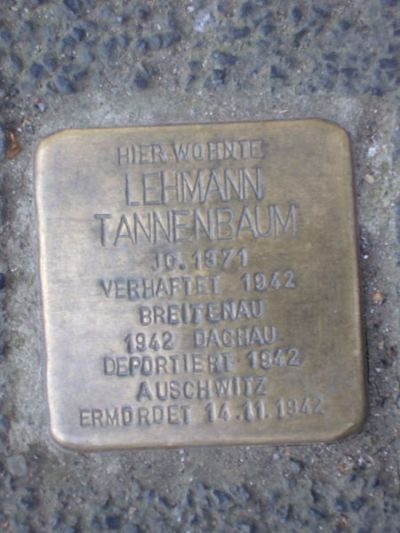 HIER WOHNTE
LEHMANN
TANNENBAUM
JG. 1871
VERHAFTET 1942
BREITENAU
1942 DACHAU
DEPORTIERT 1942
AUSCHWITZ
ERMORDET 14.11.1942